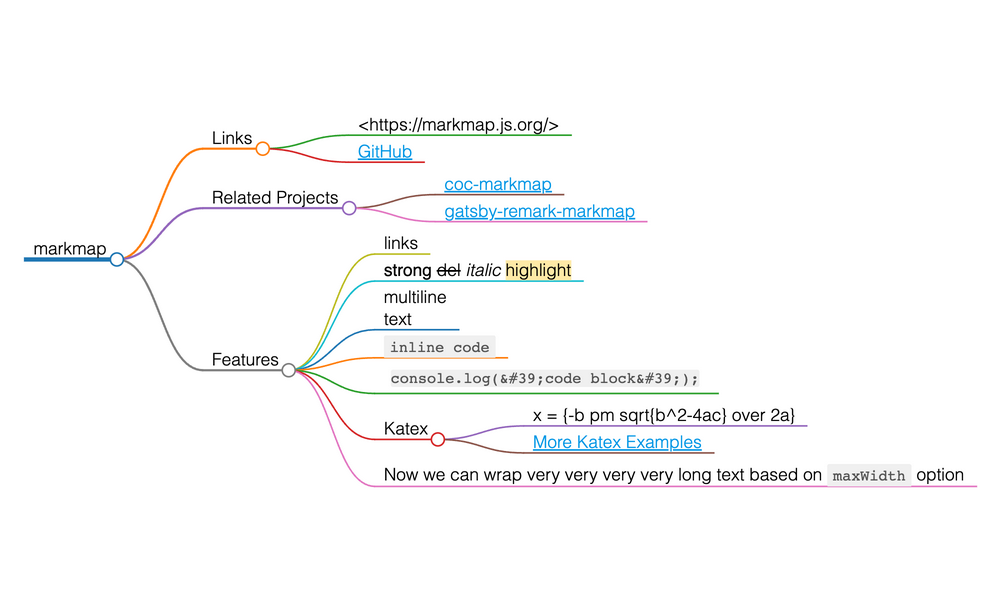 markmap
Links
<https://markmap.js.org/>
GitHub
Related Projects
coc-markmap
gatsby-remark-markmap
Features
links
strong del italic highlight
multiline
text
inline code
console.log(&#39;code block&#39;);
Katex
x = {-b pm sqrt{b^2-4ac} over 2a}
More Katex Examples
Now we can wrap very very very very long text based on maxWidth option